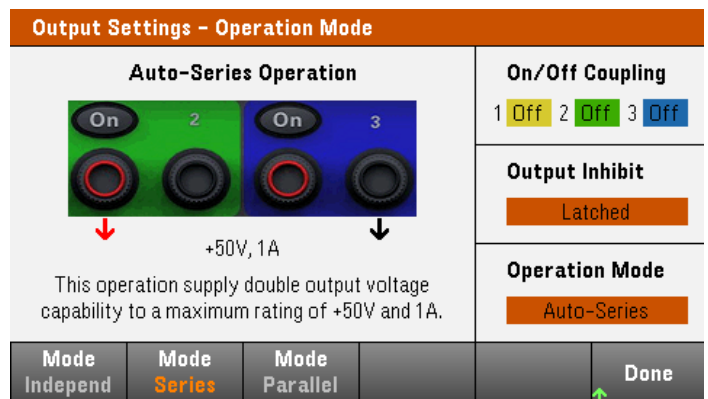 Output Settings - Operation Mode
Auto-Series Operation
On 2 On 3
+50V, 1A
This operation supply double output voltage
capability to a maximum rating of +50V and 1A.
On/Off Coupling
1 Off 2 Off 3 Off
Output Inhibit
Latched
Operation Mode
Auto-Series
Mode Mode Mode
Independ Series Parallel Done